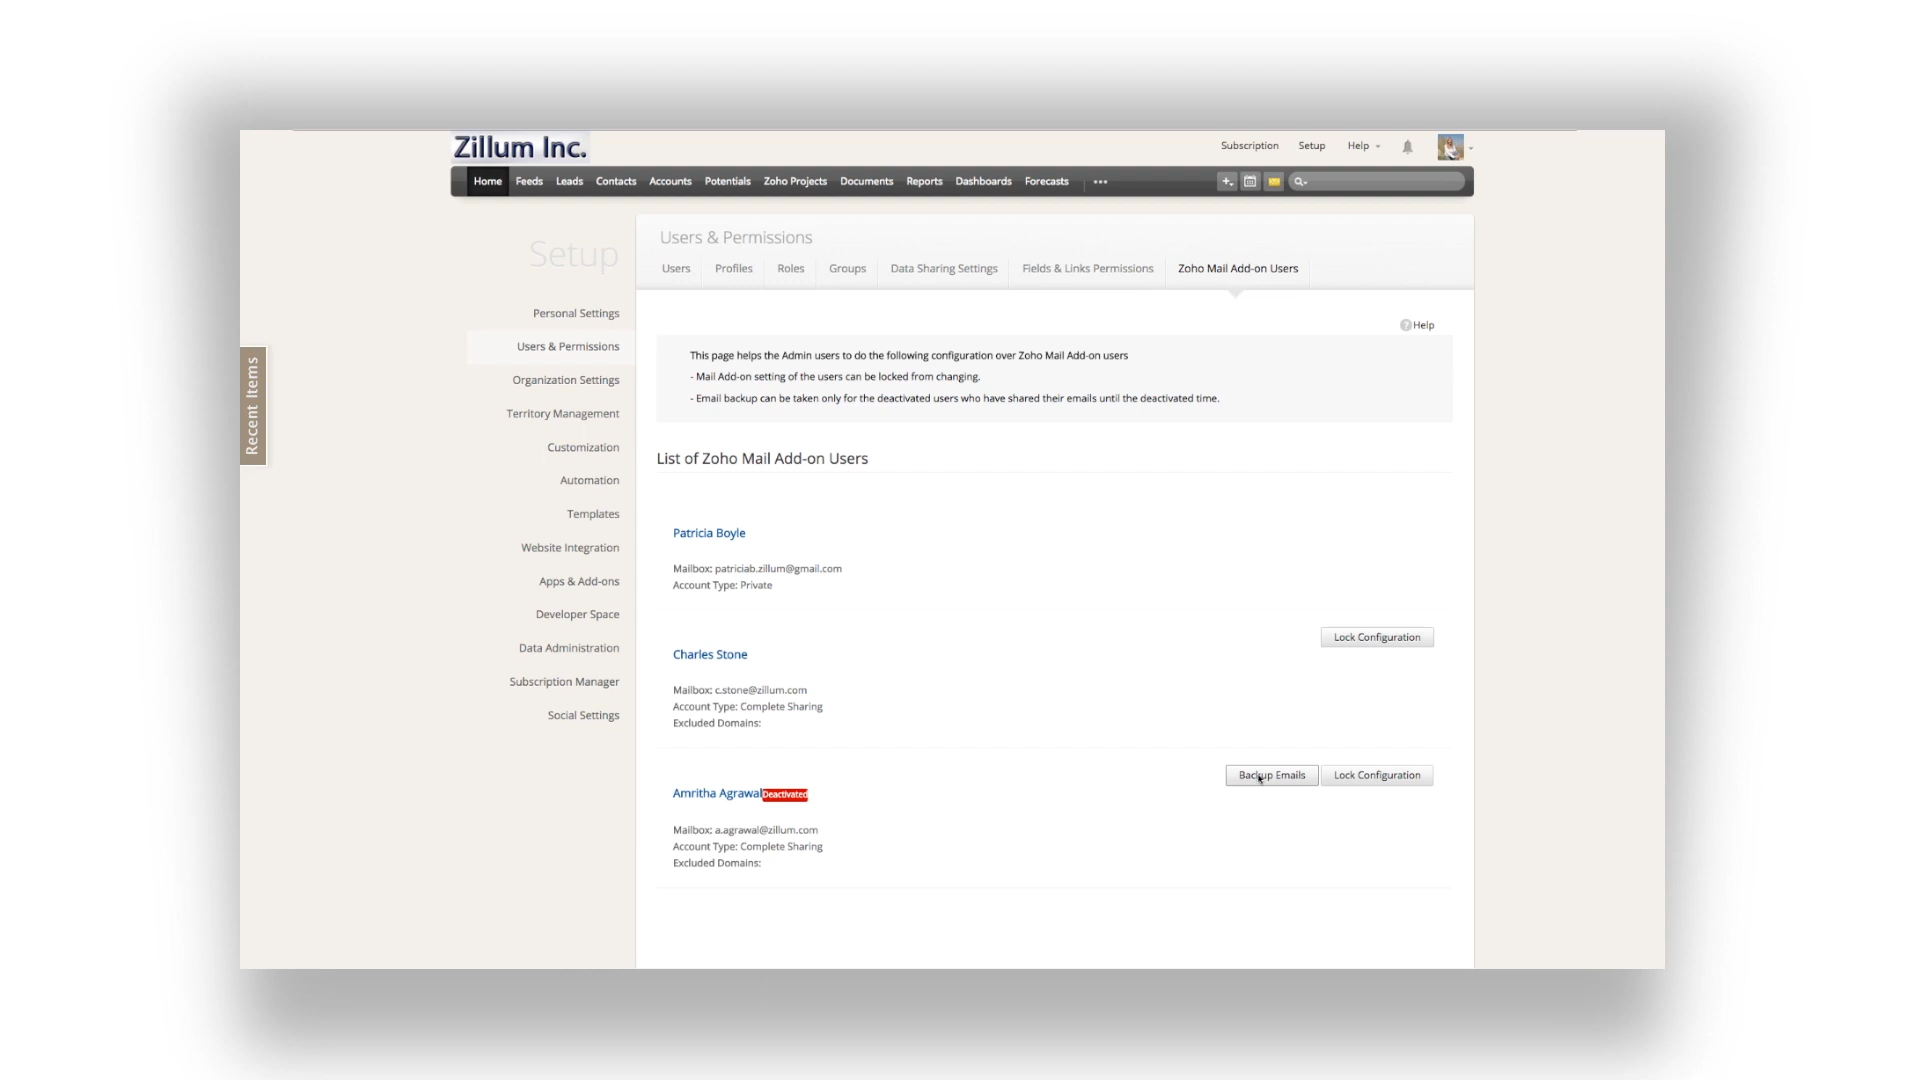 Zillum Inc.
Subscription Setup Help
Home Feeds Leads Contacts Accounts Potentials Zoho Projects Documents Reports Dashboards Forecasts •••
Setup
Personal Settings
Users & Permissions
Organization Settings
Territory Management
Customization
Automation
Templates
Website Integration
Apps & Add-ons
Developer Space
Data Administration
Subscription Manager
Social Settings
Recent Items
Users & Permissions
Users Profiles Roles Groups Data Sharing Settings Fields & Links Permissions Zoho Mail Add-on Users
? Help
This page helps the Admin users to do the following configuration over Zoho Mail Add-on users
- Mail Add-on setting of the users can be locked from changing.
- Email backup can be taken only for the deactivated users who have shared their emails until the deactivated time.
List of Zoho Mail Add-on Users
Patricia Boyle
Mailbox: patriciab.zillum@gmail.com
Account Type: Private
Lock Configuration
Charles Stone
Mailbox: c.stone@zillum.com
Account Type: Complete Sharing
Excluded Domains:
Backup Emails Lock Configuration
Amritha Agrawal Deactivated
Mailbox: a.agrawal@zillum.com
Account Type: Complete Sharing
Excluded Domains: